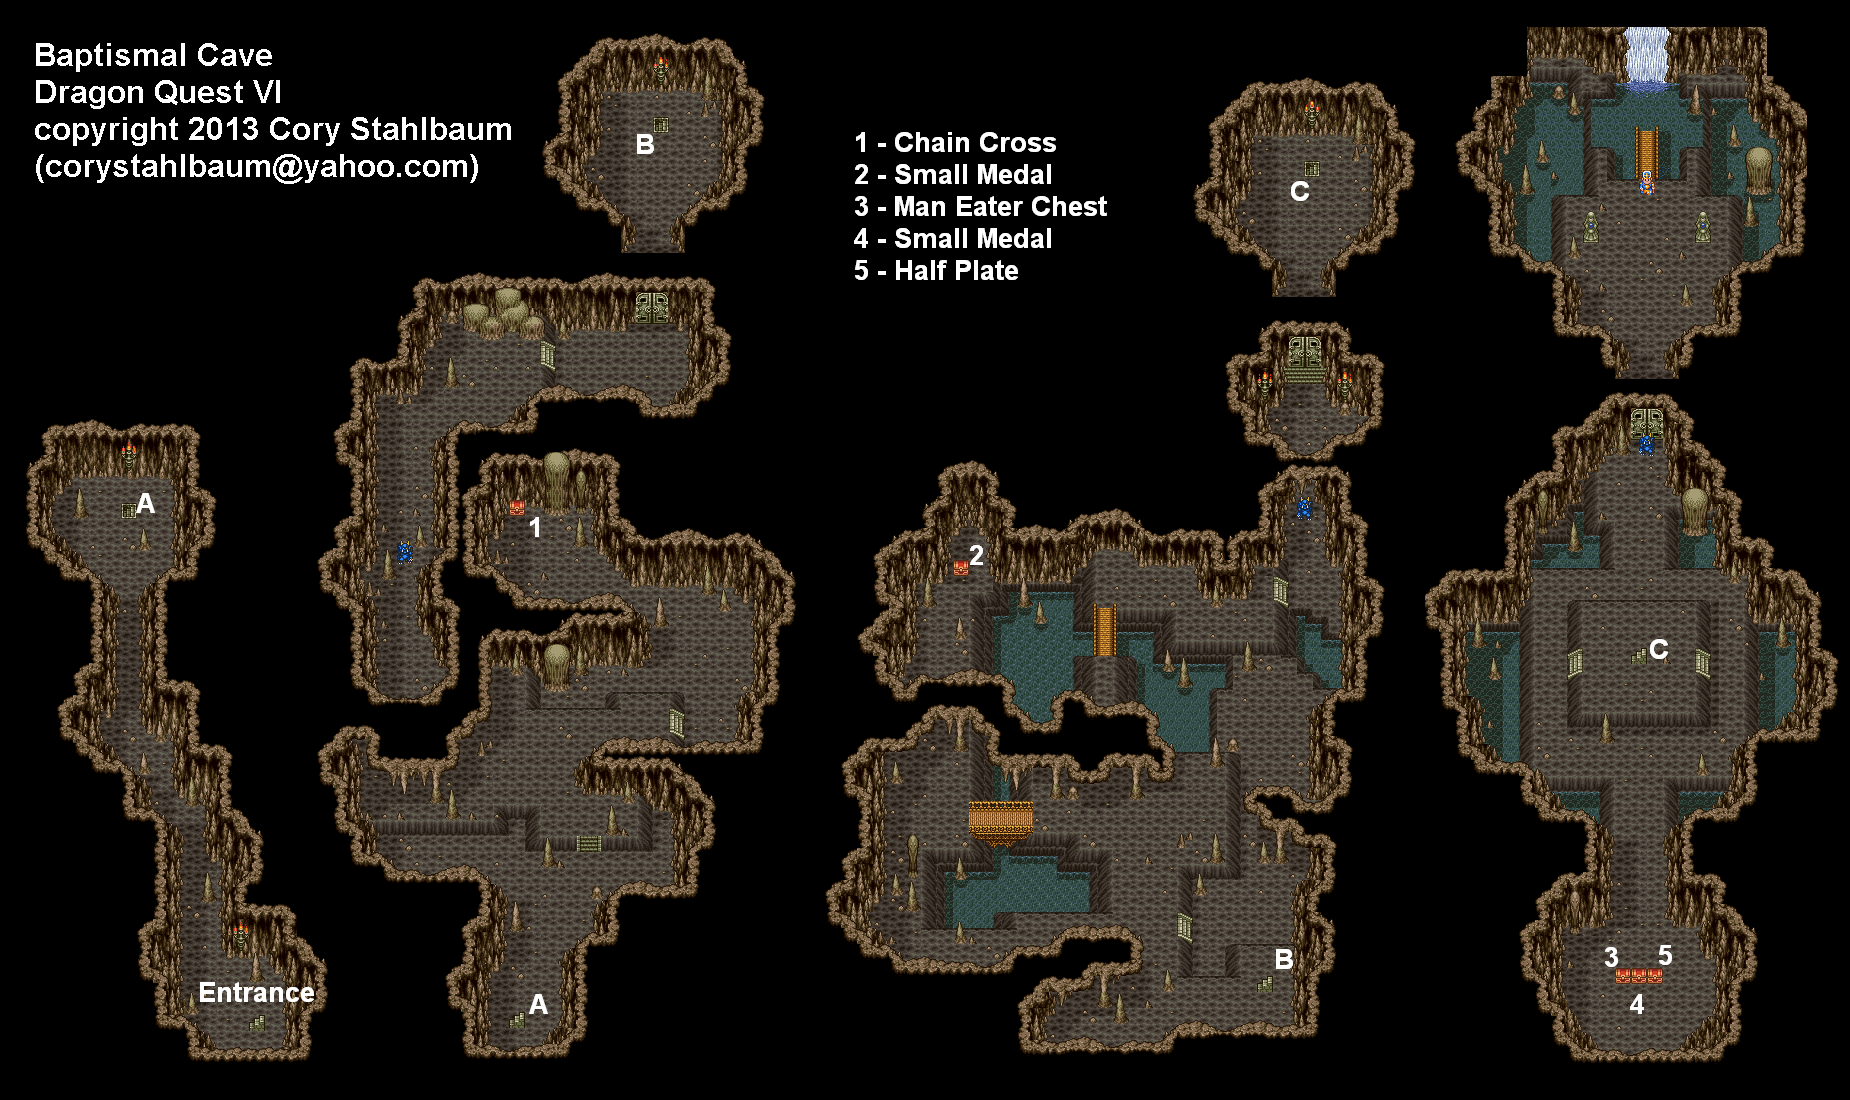 Baptismal Cave
Dragon Quest VI
copyright 2013 Cory Stahlbaum
(corystahlbaum@yahoo.com)
1 - Chain Cross
2 - Small Medal
3 - Man Eater Chest
4 - Small Medal
5 - Half Plate
B
C
A
1
2
C
Entrance
A
B
3
5
4